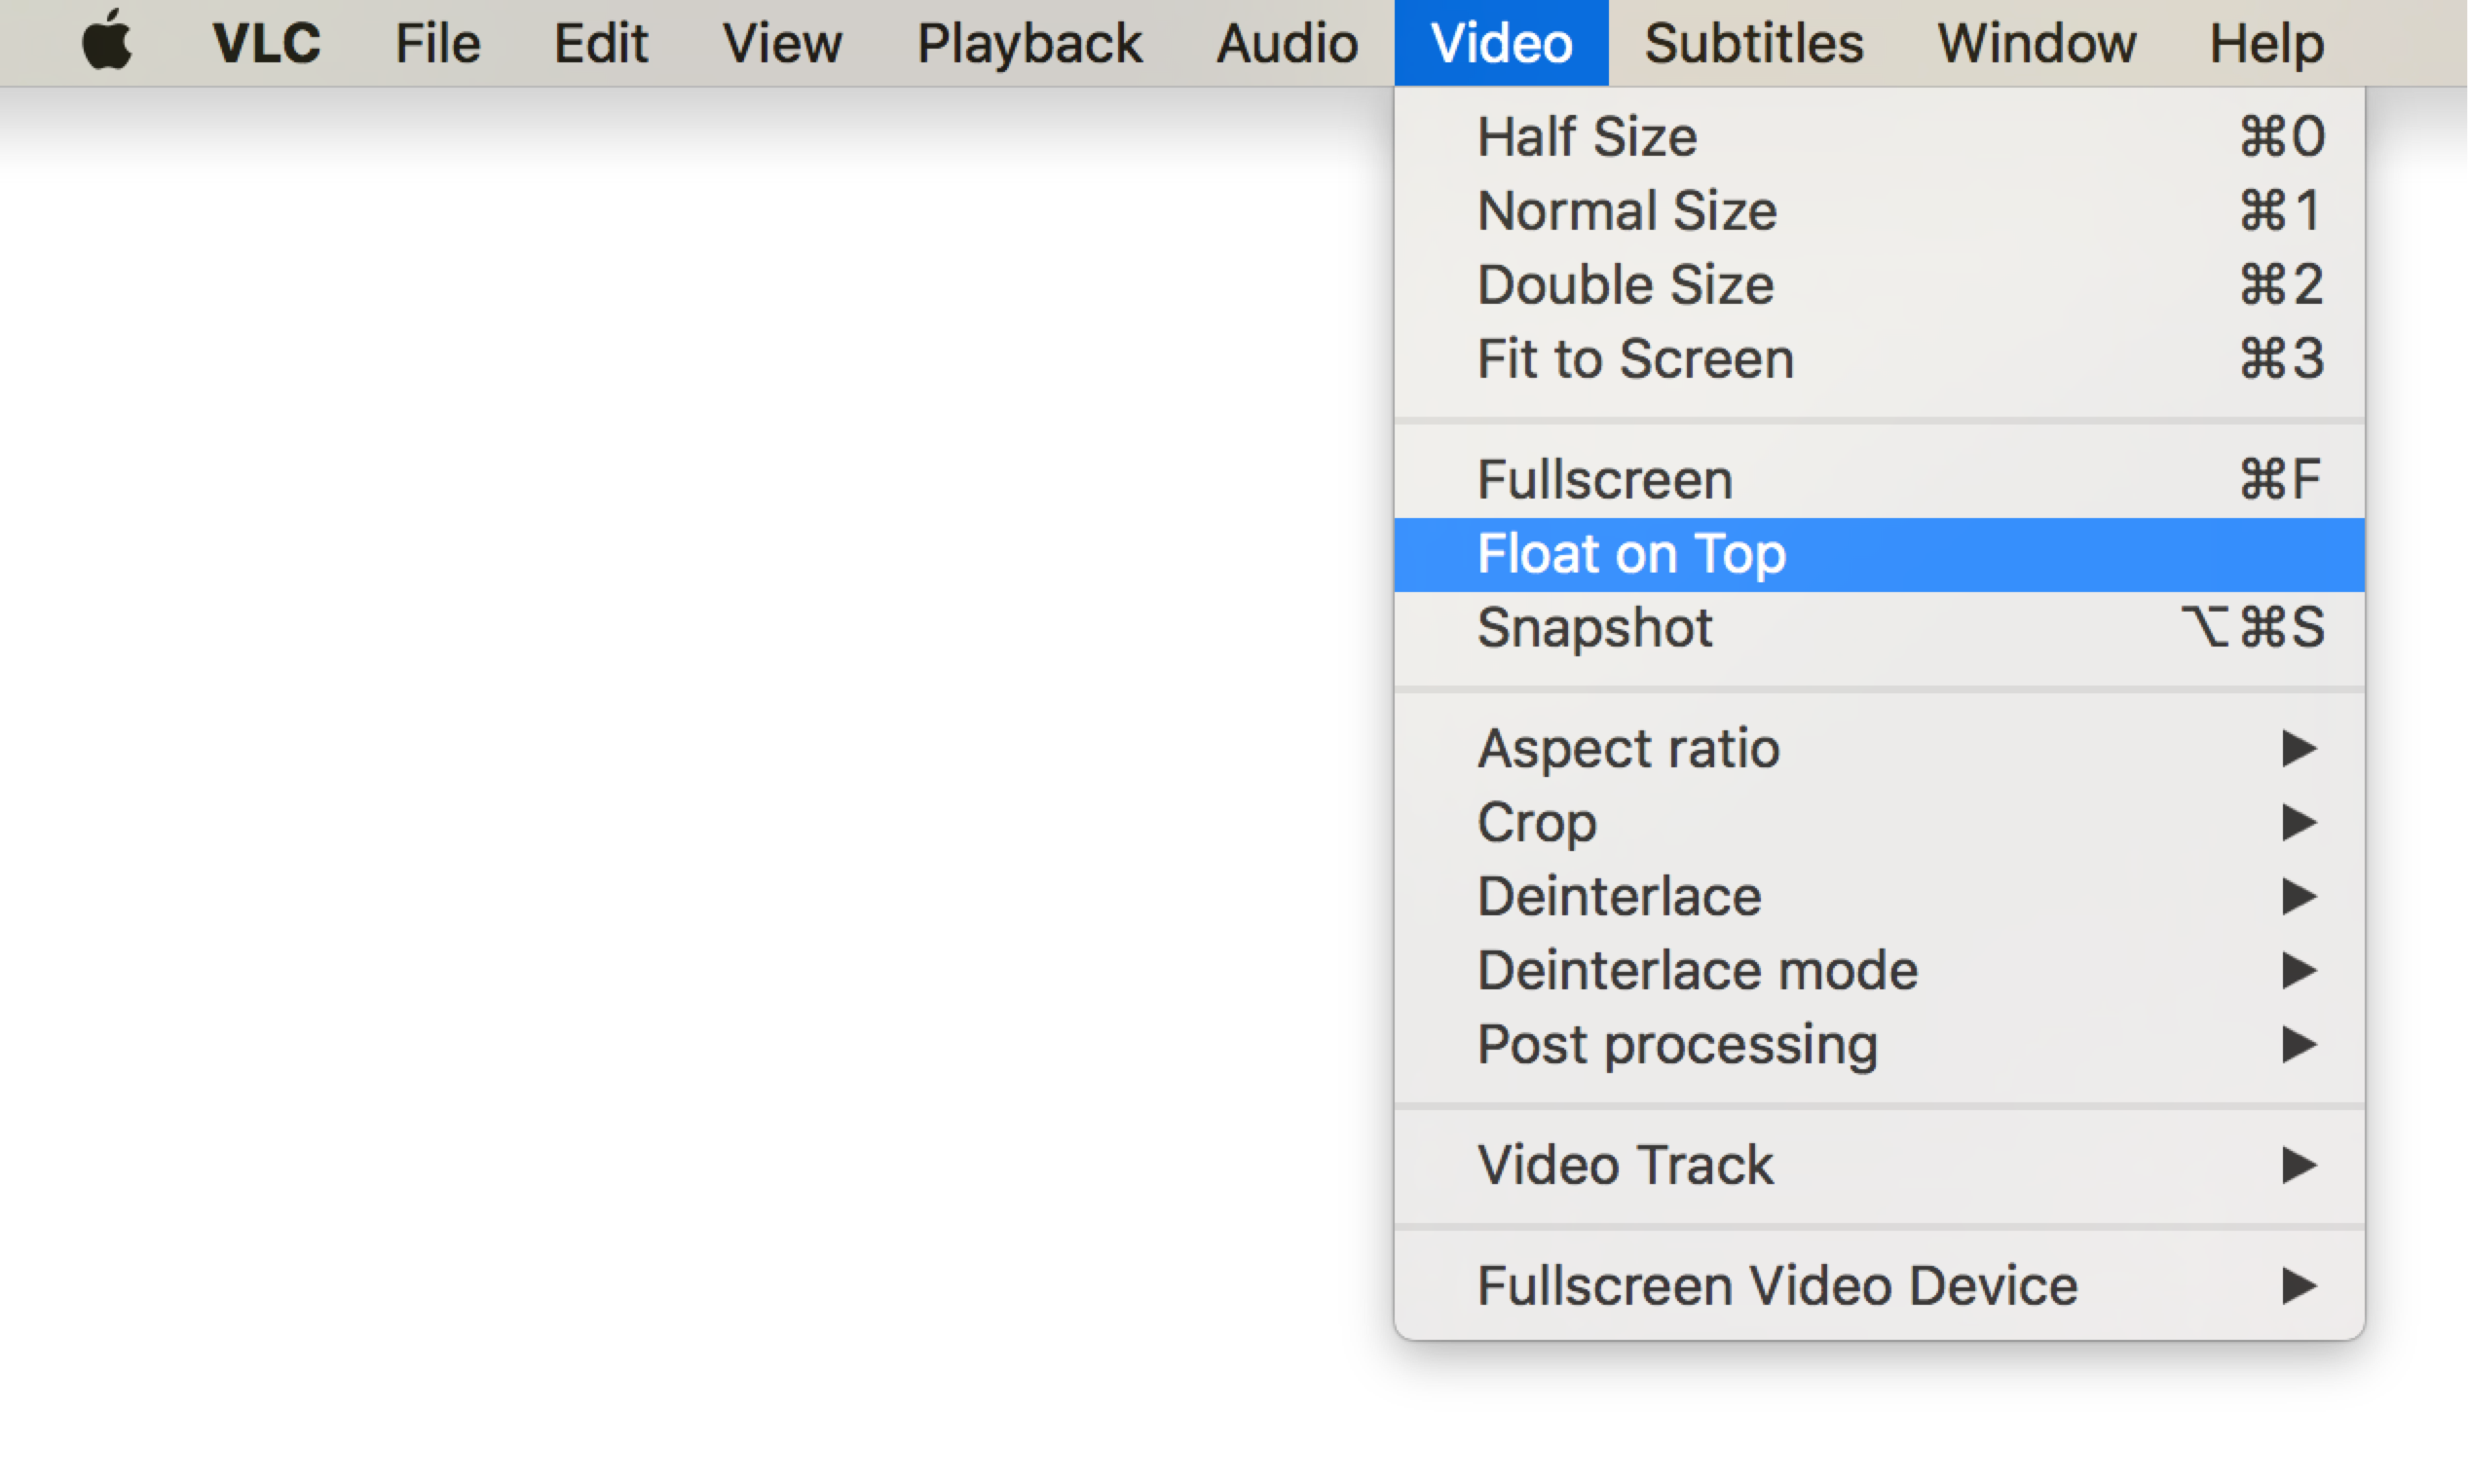 VLC File Edit View Playback Audio Video Subtitles Window Help
Half Size ⌘0
Normal Size ⌘1
Double Size ⌘2
Fit to Screen ⌘3
Fullscreen ⌘F
Float on Top
Snapshot ⌥⌘S
Aspect ratio ▶
Crop ▶
Deinterlace ▶
Deinterlace mode ▶
Post processing ▶
Video Track ▶
Fullscreen Video Device ▶